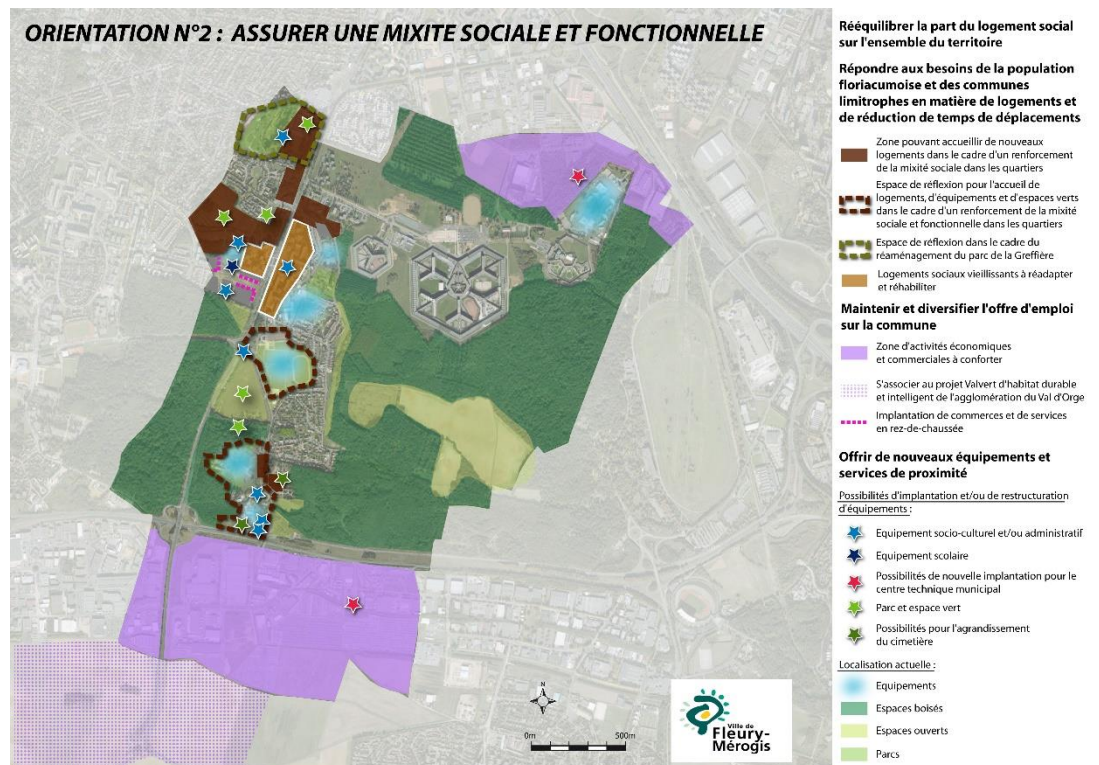 ORIENTATION N°2 : ASSURER UNE MIXITE SOCIALE ET FONCTIONNELLE
Rééquilibrer la part du logement social
sur l'ensemble du territoire
Répondre aux besoins de la population
floriacumoise et des communes
limitrophes en matière de logements et
de réduction de temps de déplacements
Zone pouvant accueillir de nouveaux
logements dans le cadre d'un renforcement
de la mixité sociale dans les quartiers
Espace de réflexion pour l'accueil de
logements, d'équipements et d'espaces verts
dans le cadre d'un renforcement de la mixité
sociale et fonctionnelle dans les quartiers
Espace de réflexion dans le cadre du
réaménagement du parc de la Greffière
Logements sociaux vieillissants à réadapter
et réhabiliter
Maintenir et diversifier l'offre d'emploi
sur la commune
Zone d'activités économiques
et commerciales à conforter
S'associer au projet Valvert d'habitat durable
et intelligent de l'agglomération du Val d'Orge
Implantation de commerces et de services
en rez-de-chaussée
Offrir de nouveaux équipements et
services de proximité
Possibilités d'implantation et/ou de restructuration
d'équipements :
Equipement socio-culturel et/ou administratif
Equipement scolaire
Possibilités de nouvelle implantation pour le
centre technique municipal
Parc et espace vert
Possibilités pour l'agrandissement
du cimetière
Localisation actuelle :
Equipements
Espaces boisés
Espaces ouverts
Parcs
N
0m 500m
Ville de
Fleury-
Mérogis